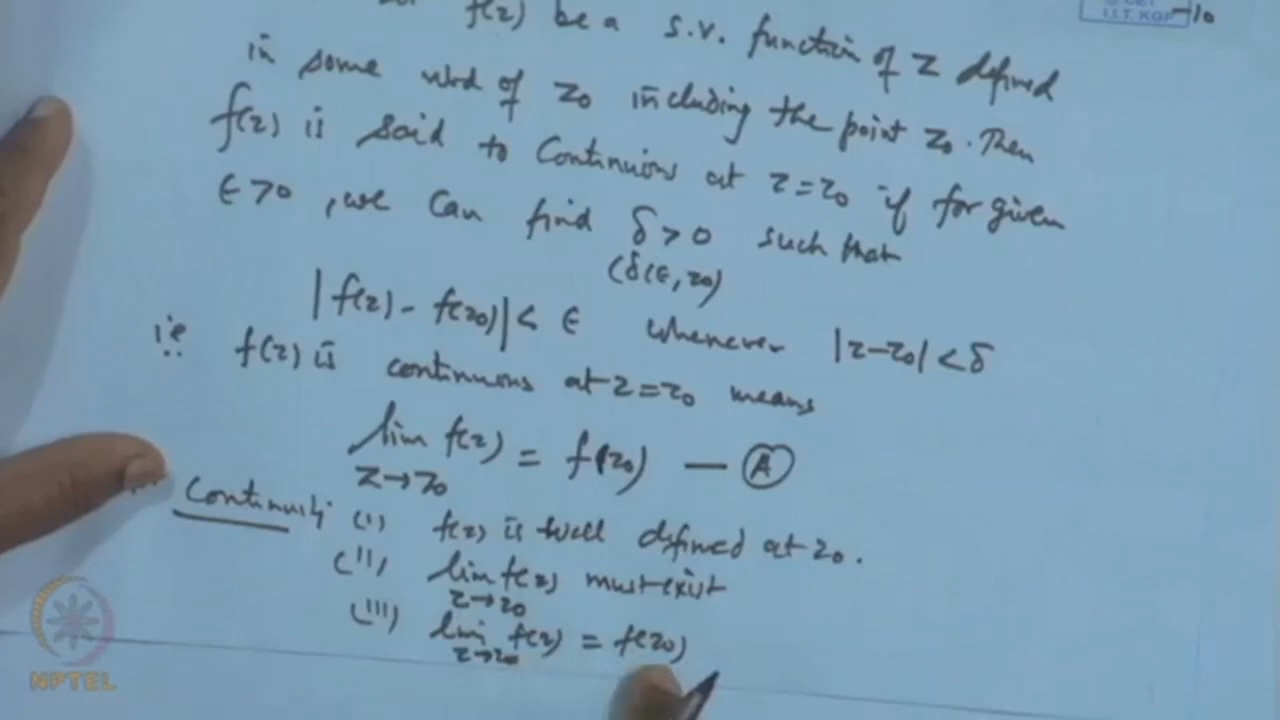 f(z) be a s.v. function of z defined
in some nbd of z₀ including the point z₀. Then
f(z) is said to Continuous at z=z₀ if for given
ϵ>0, we can find δ>0 such that
(δ(ϵ, z₀)
|f(z) - f(z₀)| < ϵ whenever |z-z₀| < δ
i.e f(z) is continuous at z=z₀ means
lim f(z) = f(z₀) — Ⓐ
z→z₀
Continuity (i) f(z) is well defined at z₀.
(ii) lim f(z) must exist
z→z₀
(iii) lim f(z) = f(z₀)
z→z₀
I.I.T. KGP
-10
NPTEL